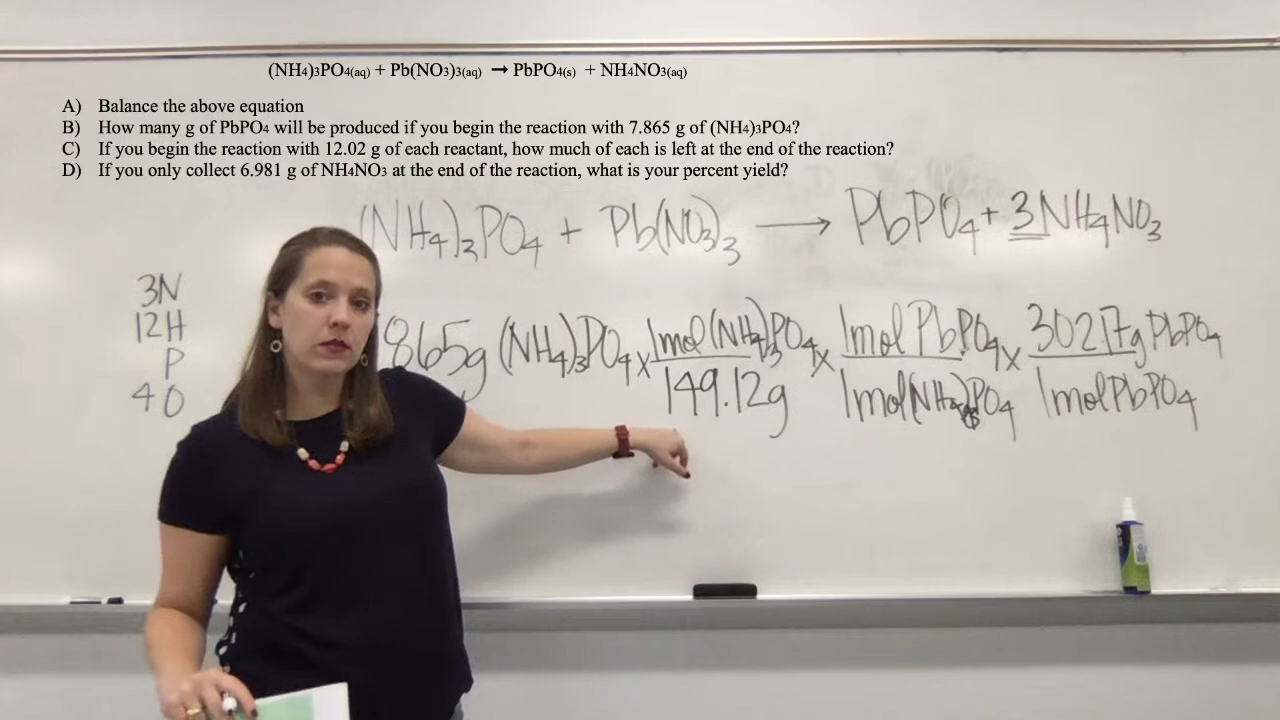 (NH4)3PO4(aq) + Pb(NO3)3(aq) → PbPO4(s) + NH4NO3(aq)
A) Balance the above equation
B) How many g of PbPO4 will be produced if you begin the reaction with 7.865 g of (NH4)3PO4?
C) If you begin the reaction with 12.02 g of each reactant, how much of each is left at the end of the reaction?
D) If you only collect 6.981 g of NH4NO3 at the end of the reaction, what is your percent yield?
(NH4)3PO4 + Pb(NO3)3 → PbPO4 + 3NH4NO3
3N
12H
P
4O
865g (NH4)3PO4 x 1mol (NH4)3PO4 x 1mol PbPO4 x 302.17g PbPO4
149.12g 1mol(NH4)3PO4 1molPbPO4